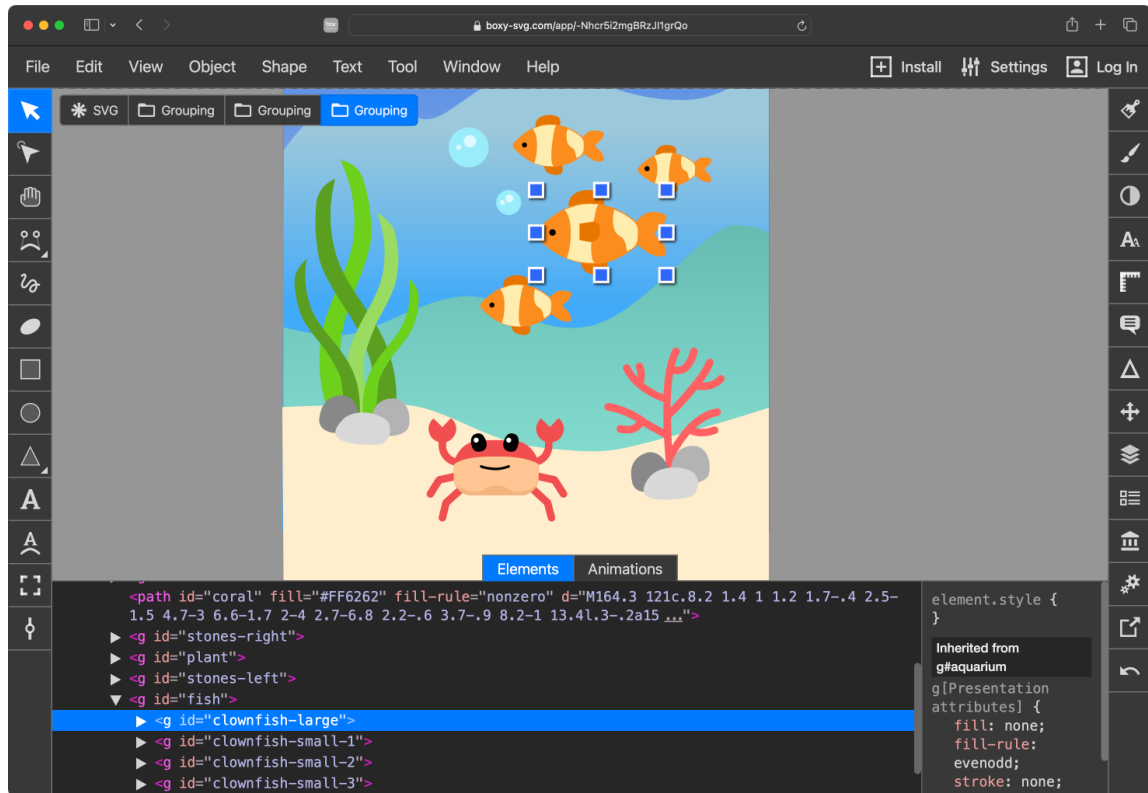 boxy-svg.com/app/-Nhcr5i2mgBRzJl1grQo
File Edit View Object Shape Text Tool Window Help Install Settings Log In
SVG Grouping Grouping Grouping
Elements Animations
<path id="coral" fill="#FF6262" fill-rule="nonzero" d="M164.3 121c.8.2 1.4 1 1.2 1.7-.4 2.5-
1.5 4.7-3 6.6-1.7 2-4 2.7-6.8 2.2-.6 3.7-.9 8.2-1 13.4l.3-.2a15 ...">
▶ <g id="stones-right">
▶ <g id="plant">
▶ <g id="stones-left">
▼ <g id="fish">
▶ <g id="clownfish-large">
▶ <g id="clownfish-small-1">
▶ <g id="clownfish-small-2">
▶ <g id="clownfish-small-3">
element.style {
}
Inherited from
g#aquarium
g[Presentation
attributes] {
fill: none;
fill-rule:
evenodd;
stroke: none;